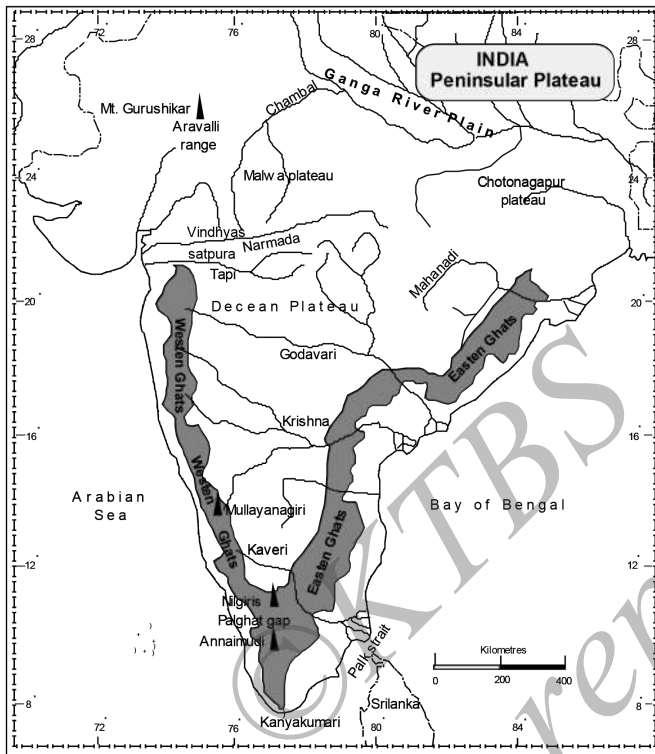 72
76
80
84
28
INDIA
Peninsular Plateau
28
Ganga River Plain
Mt. Gurushikar
Chambal
Aravalli
range
24
Malwa plateau
Chotonagapur
plateau
24
Vindhyas
Narmada
satpura
Tapi
Mahanadi
20
Decean Plateau
20
Westen Ghats
Godavari
Easten Ghats
Krishna
16
16
Arabian
Sea
Westen
Ghats
Mullayanagiri
Bay of Bengal
Kaveri
Easten Ghats
12
12
Nilgiris
Palghat gap
Annaimudi
Palk strait
Kilometres
0 200 400
8
Kanyakumari
Srilanka
8
72
76
80
84
©KTBS